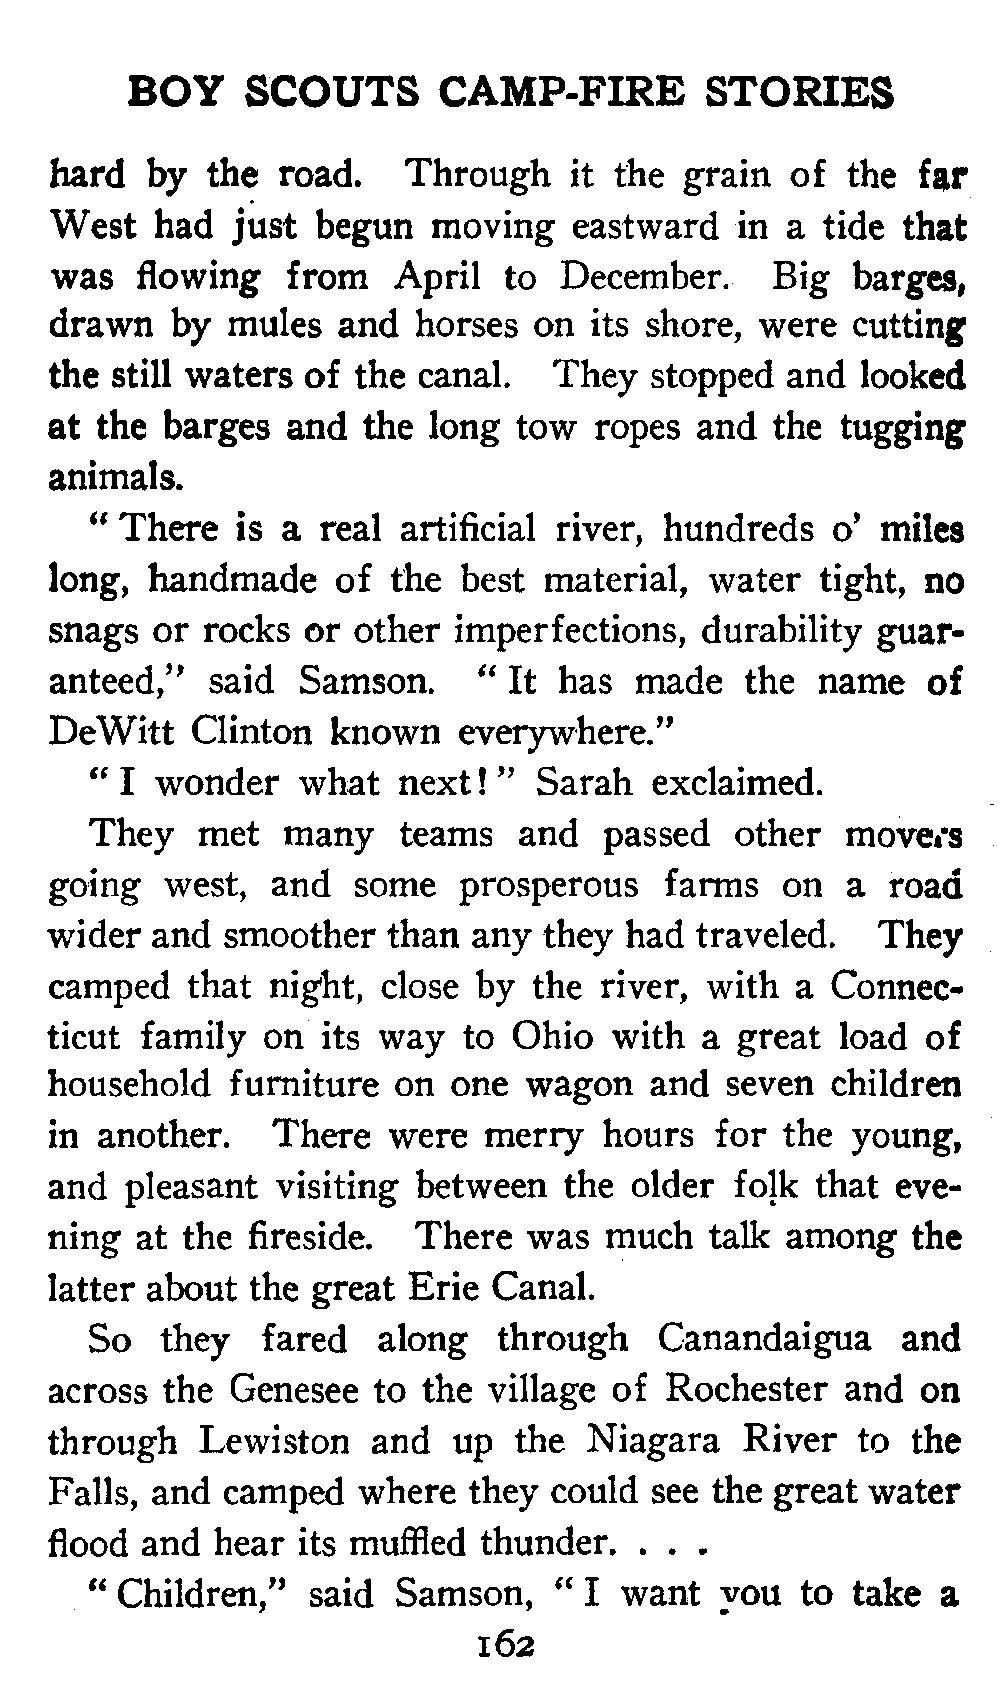 BOY SCOUTS CAMP-FIRE STORIES
hard by the road. Through it the grain of the far
West had just begun moving eastward in a tide that
was flowing from April to December. Big barges,
drawn by mules and horses on its shore, were cutting
the still waters of the canal. They stopped and looked
at the barges and the long tow ropes and the tugging
animals.
“ There is a real artificial river, hundreds o’ miles
long, handmade of the best material, water tight, no
snags or rocks or other imperfections, durability guar-
anteed,” said Samson. “ It has made the name of
DeWitt Clinton known everywhere.”
“ I wonder what next! ” Sarah exclaimed.
They met many teams and passed other movers
going west, and some prosperous farms on a road
wider and smoother than any they had traveled. They
camped that night, close by the river, with a Connec-
ticut family on its way to Ohio with a great load of
household furniture on one wagon and seven children
in another. There were merry hours for the young,
and pleasant visiting between the older folk that eve-
ning at the fireside. There was much talk among the
latter about the great Erie Canal.
So they fared along through Canandaigua and
across the Genesee to the village of Rochester and on
through Lewiston and up the Niagara River to the
Falls, and camped where they could see the great water
flood and hear its muffled thunder. . . .
“ Children,” said Samson, “ I want you to take a
162